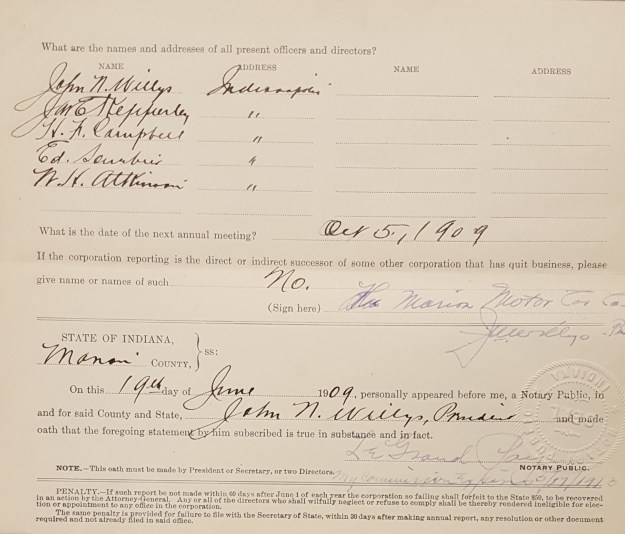 What are the names and addresses of all present officers and directors?
NAME ADDRESS NAME ADDRESS
John N. Willys Indianapolis
Jas E Kepperley "
H. F. Campbell "
Ed. "
W. H. Atkinson "
What is the date of the next annual meeting? Oct 5, 1909
If the corporation reporting is the direct or indirect successor of some other corporation that has quit business, please
give name or names of such No.
(Sign here) The Marion Motor Car Co.
JNWillys
STATE OF INDIANA,
Marion COUNTY, } ss:
On this 19th day of June 1909, personally appeared before me, a Notary Public, in
and for said County and State, John N. Willys, President and made
oath that the foregoing statement by him subscribed is true in substance and in fact.
LeGrand
NOTE.—This oath must be made by President or Secretary, or two Directors. NOTARY PUBLIC.
My Commission Expires
PENALTY.—If such report be not made within 60 days after June 1 of each year the corporation so failing shall forfeit to the State $50, to be recovered
in an action by the Attorney-General. Any or all of the directors who shall wilfully neglect or refuse to comply shall be thereby rendered ineligible for elec-
tion or appointment to any office in the corporation.
The same penalty is provided for failure to file with the Secretary of State, within 30 days after making annual report, any resolution or other document
required and not already filed in said office.